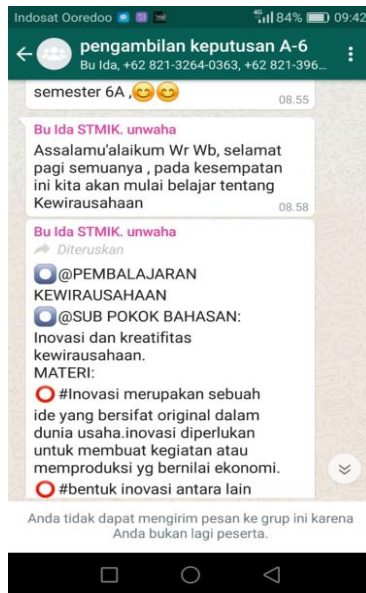 Indosat Ooredoo 4G 84% 09:42
pengambilan keputusan A-6
Bu Ida, +62 821-3264-0363, +62 821-396...
semester 6A ,😊😊
08.55
Bu Ida STMIK. unwaha
Assalamu'alaikum Wr Wb, selamat
pagi semuanya , pada kesempatan
ini kita akan mulai belajar tentang
Kewirausahaan
08.58
Bu Ida STMIK. unwaha
Diteruskan
@PEMBALAJARAN
KEWIRAUSAHAAN
@SUB POKOK BAHASAN:
Inovasi dan kreatifitas
kewirausahaan.
MATERI:
⭕ #Inovasi merupakan sebuah
ide yang bersifat original dalam
dunia usaha.inovasi diperlukan
untuk membuat kegiatan atau
memproduksi yg bernilai ekonomi.
⭕ #bentuk inovasi antara lain
Anda tidak dapat mengirim pesan ke grup ini karena
Anda bukan lagi peserta.